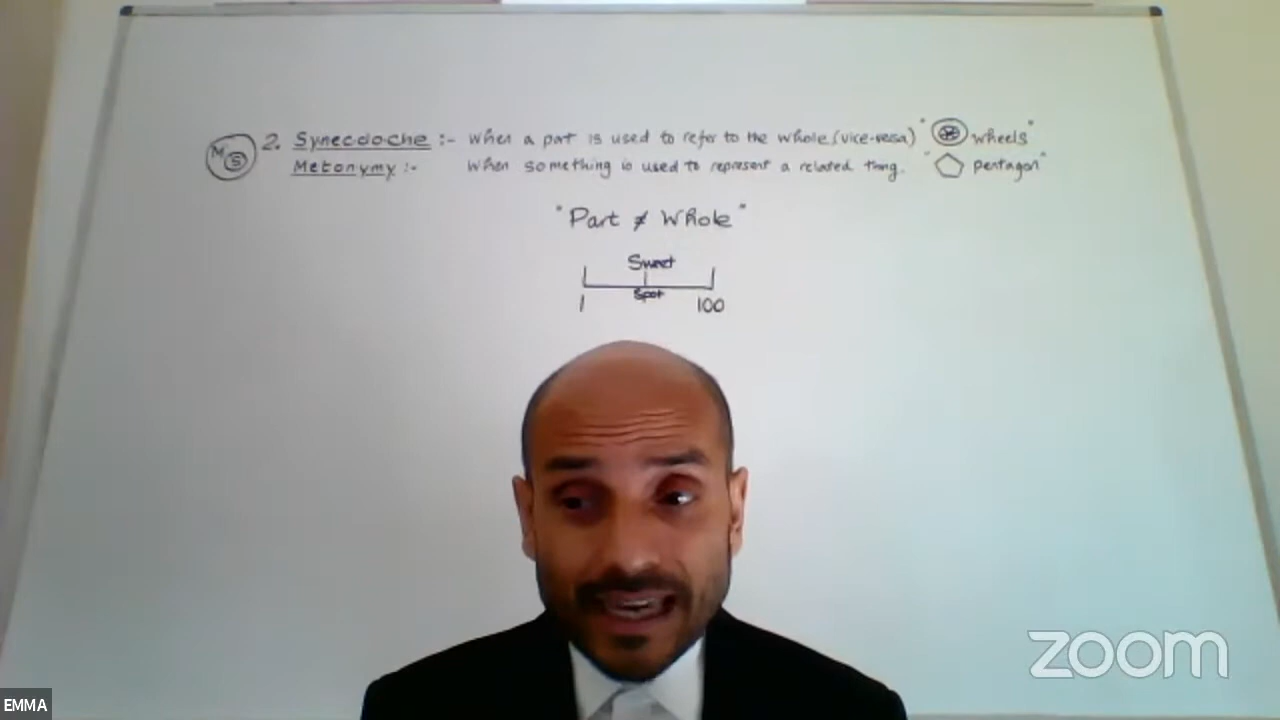 M S 2. Synecdoche :- when a part is used to refer to the whole (vice-versa) " wheels"
Metonymy :- when something is used to represent a related thing. " pentagon"
"Part ≠ Whole"
Sweet
Spot
1 100
zoom
EMMA